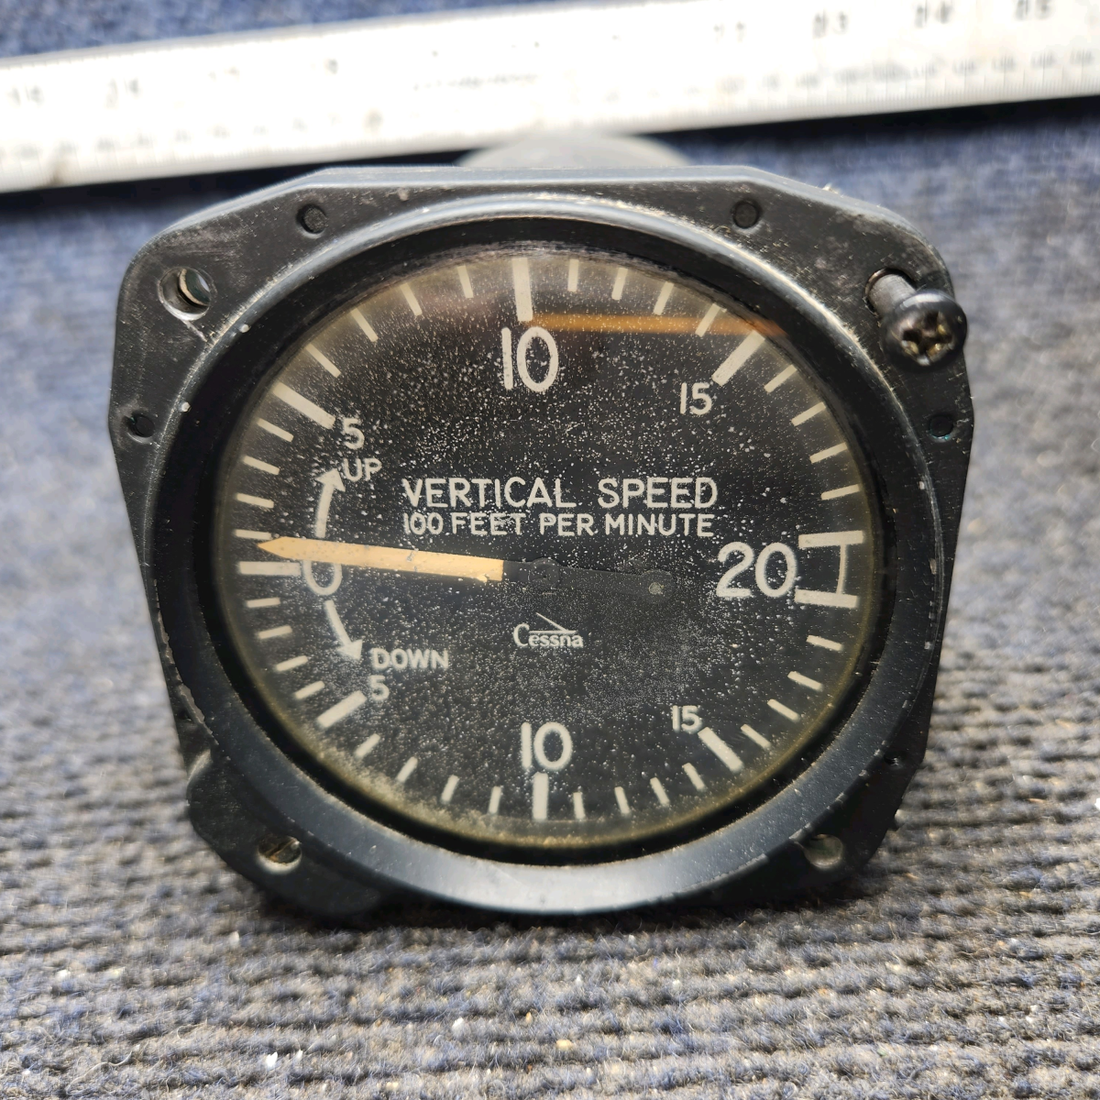 10
15
5
UP
VERTICAL SPEED
100 FEET PER MINUTE
20
0
Cessna
DOWN
5
15
10